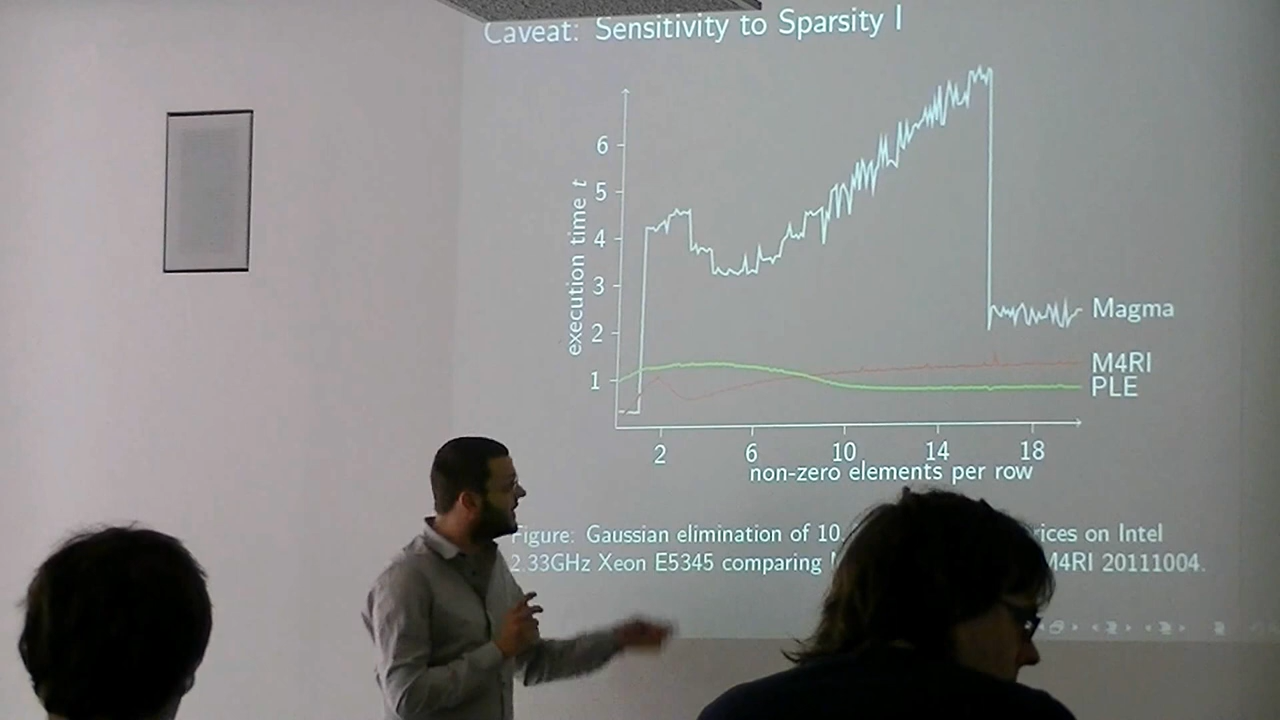 Caveat: Sensitivity to Sparsity I
execution time t
6
5
4
3
2
1
Magma
M4RI
PLE
2 6 10 14 18
non-zero elements per row
Figure: Gaussian elimination of 10, rices on Intel
2.33GHz Xeon E5345 comparing M4RI 20111004.